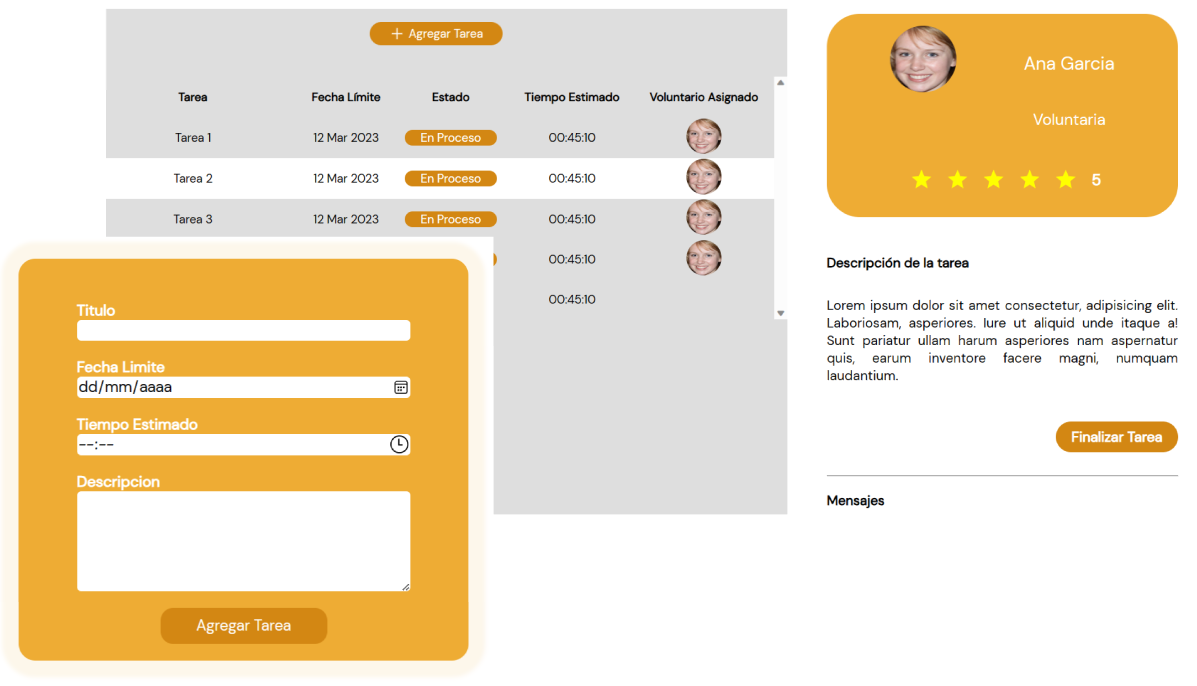 + Agregar Tarea
Tarea Fecha Límite Estado Tiempo Estimado Voluntario Asignado
Tarea 1 12 Mar 2023 En Proceso 00:45:10
Tarea 2 12 Mar 2023 En Proceso 00:45:10
Tarea 3 12 Mar 2023 En Proceso 00:45:10
00:45:10
00:45:10
Titulo
Fecha Limite
dd/mm/aaaa
Tiempo Estimado
--:--
Descripcion
Agregar Tarea
Ana Garcia
Voluntaria
5
Descripción de la tarea
Lorem ipsum dolor sit amet consectetur, adipisicing elit.
Laboriosam, asperiores. Iure ut aliquid unde itaque a!
Sunt pariatur ullam harum asperiores nam aspernatur
quis, earum inventore facere magni, numquam
laudantium.
Finalizar Tarea
Mensajes